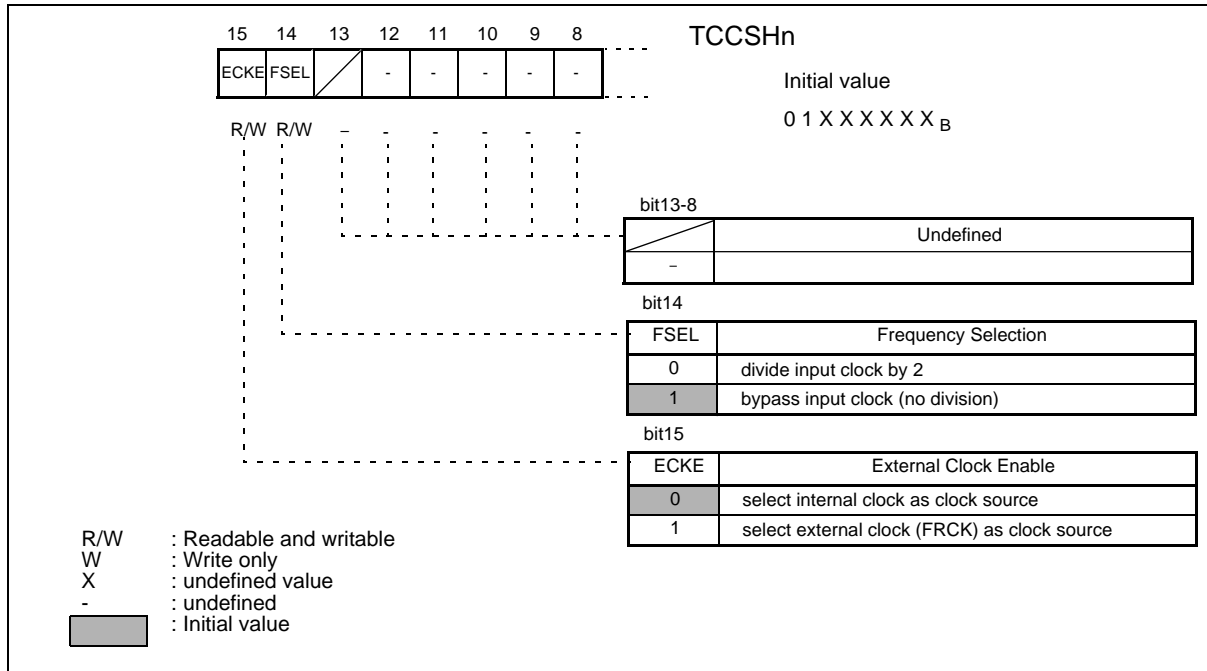 15 14 13 12 11 10 9 8
TCCSHn
ECKE FSEL - - - - -
Initial value
0 1 X X X X X X B
R/W R/W – - - - - -
bit13-8
Undefined
–
bit14
FSEL Frequency Selection
0 divide input clock by 2
1 bypass input clock (no division)
bit15
ECKE External Clock Enable
0 select internal clock as clock source
1 select external clock (FRCK) as clock source
R/W : Readable and writable
W : Write only
X : undefined value
- : undefined
: Initial value